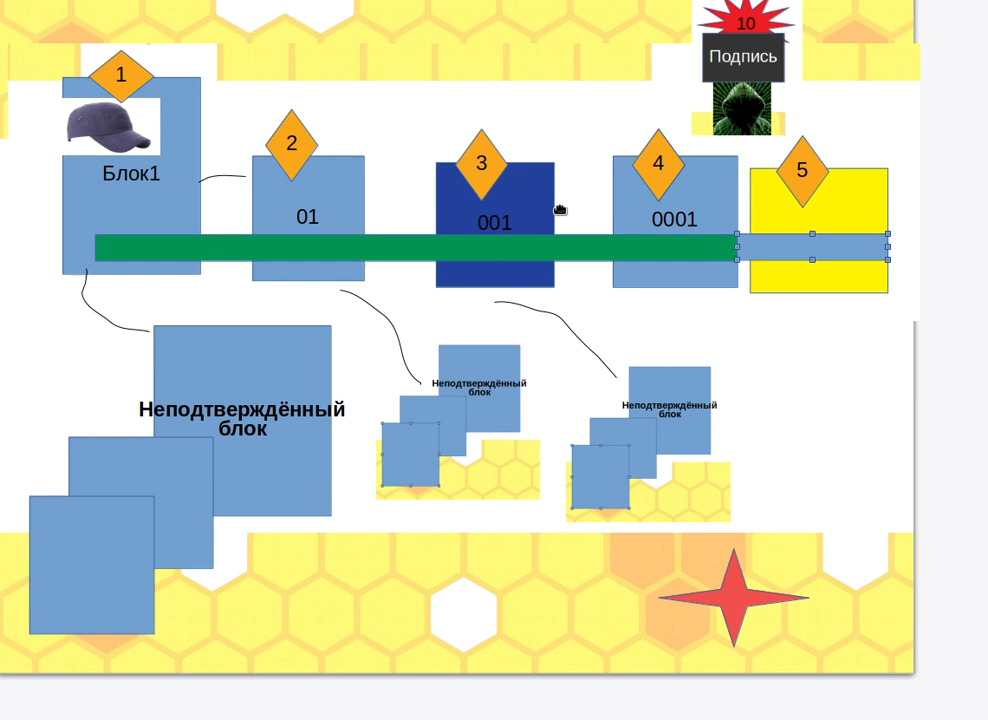 10
Подпись
1
2
3
4
5
Блок1
01
001
0001
Неподтверждённый
блок
Неподтверждённый
блок
Неподтверждённый
блок